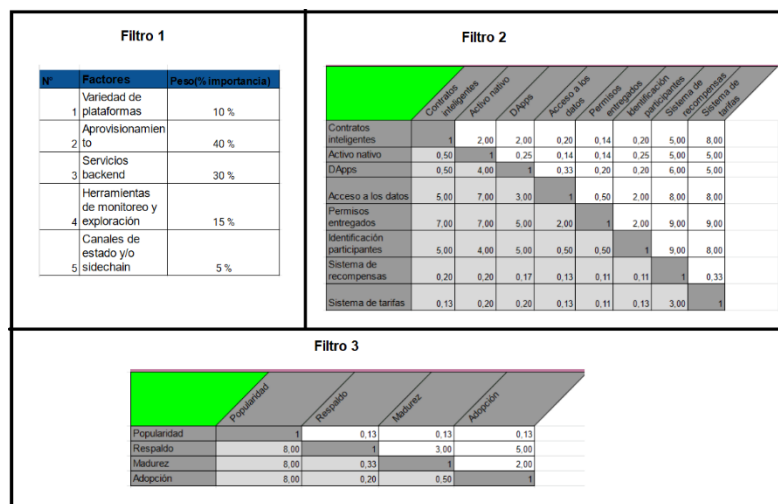 Filtro 1
N° Factores Peso(% importancia)
1 Variedad de plataformas 10 %
2 Aprovisionamien to 40 %
3 Servicios backend 30 %
4 Herramientas de monitoreo y exploración 15 %
5 Canales de estado y/o sidechain 5 %
Filtro 2
Contratos inteligentes Activo nativo DApps Acceso a los datos Permisos entregados Identificación participantes Sistema de recompensas Sistema de tarifas
Contratos inteligentes 1 2,00 2,00 0,20 0,14 0,20 5,00 8,00
Activo nativo 0,50 1 0,25 0,14 0,14 0,25 5,00 5,00
DApps 0,50 4,00 1 0,33 0,20 0,20 6,00 5,00
Acceso a los datos 5,00 7,00 3,00 1 0,50 2,00 8,00 8,00
Permisos entregados 7,00 7,00 5,00 2,00 1 2,00 9,00 9,00
Identificación participantes 5,00 4,00 5,00 0,50 0,50 1 9,00 8,00
Sistema de recompensas 0,20 0,20 0,17 0,13 0,11 0,11 1 0,33
Sistema de tarifas 0,13 0,20 0,20 0,13 0,11 0,13 3,00 1
Filtro 3
Popularidad Respaldo Madurez Adopción
Popularidad 1 0,13 0,13 0,13
Respaldo 8,00 1 3,00 5,00
Madurez 8,00 0,33 1 2,00
Adopción 8,00 0,20 0,50 1